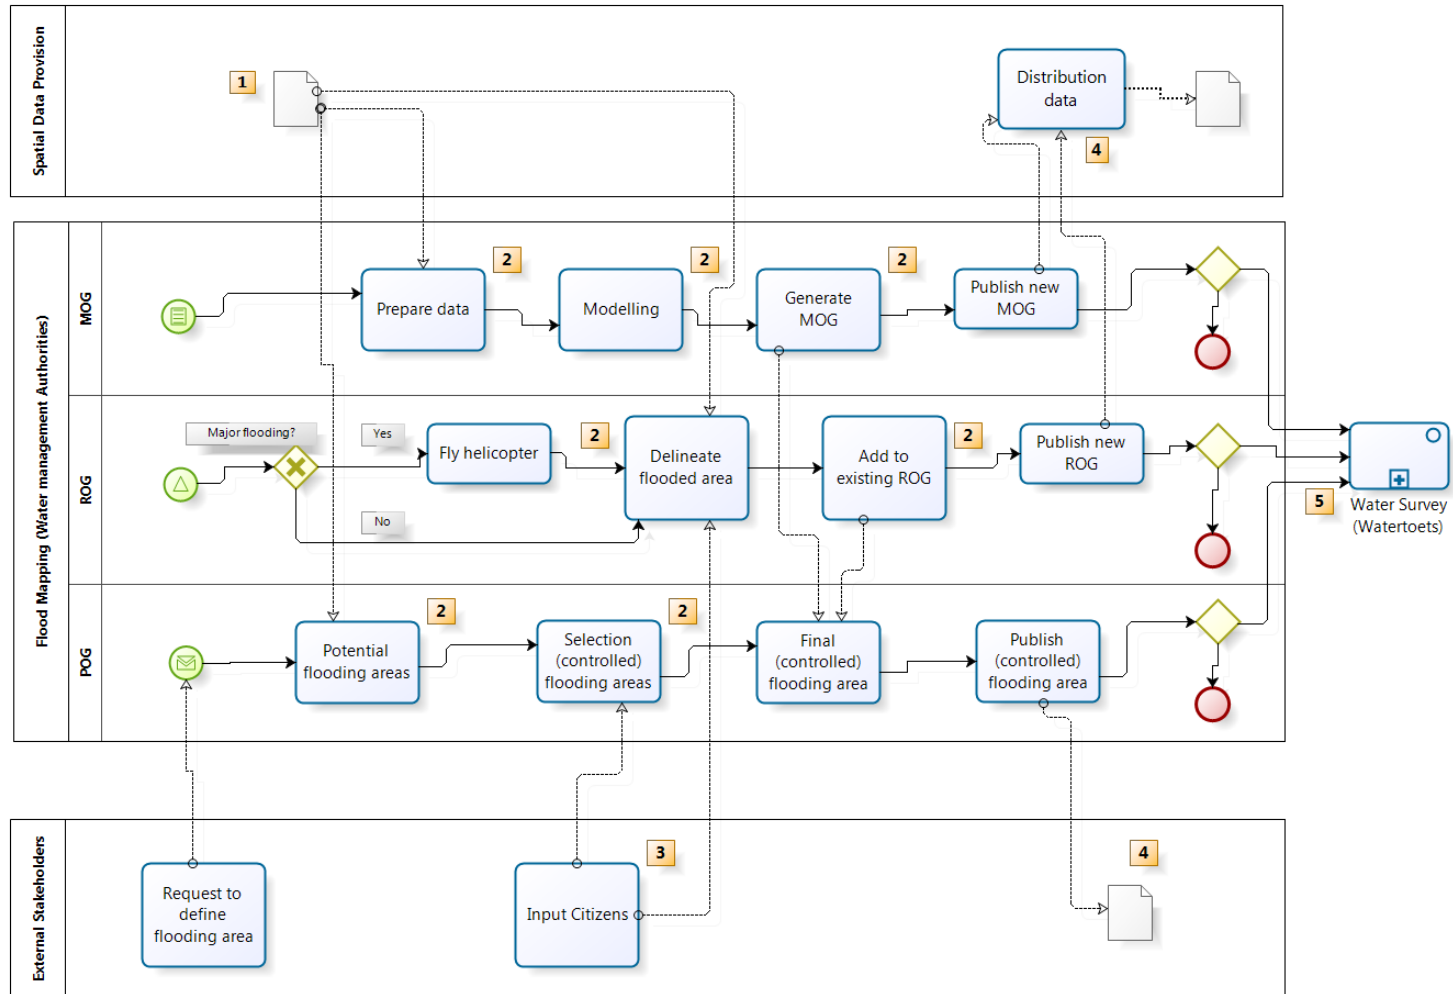 Spatial Data Provision
1
Distribution
data
4
Flood Mapping (Water management Authorities)
MOG
2
2
2
Prepare data
Modelling
Generate
MOG
Publish new
MOG
ROG
Major flooding?
Yes
No
Fly helicopter
2
Delineate
flooded area
Add to
existing ROG
2
Publish new
ROG
5
Water Survey
(Watertoets)
POG
Potential
flooding areas
2
Selection
(controlled)
flooding areas
2
Final
(controlled)
flooding area
Publish
(controlled)
flooding area
External Stakeholders
Request to
define
flooding area
Input Citizens
3
4